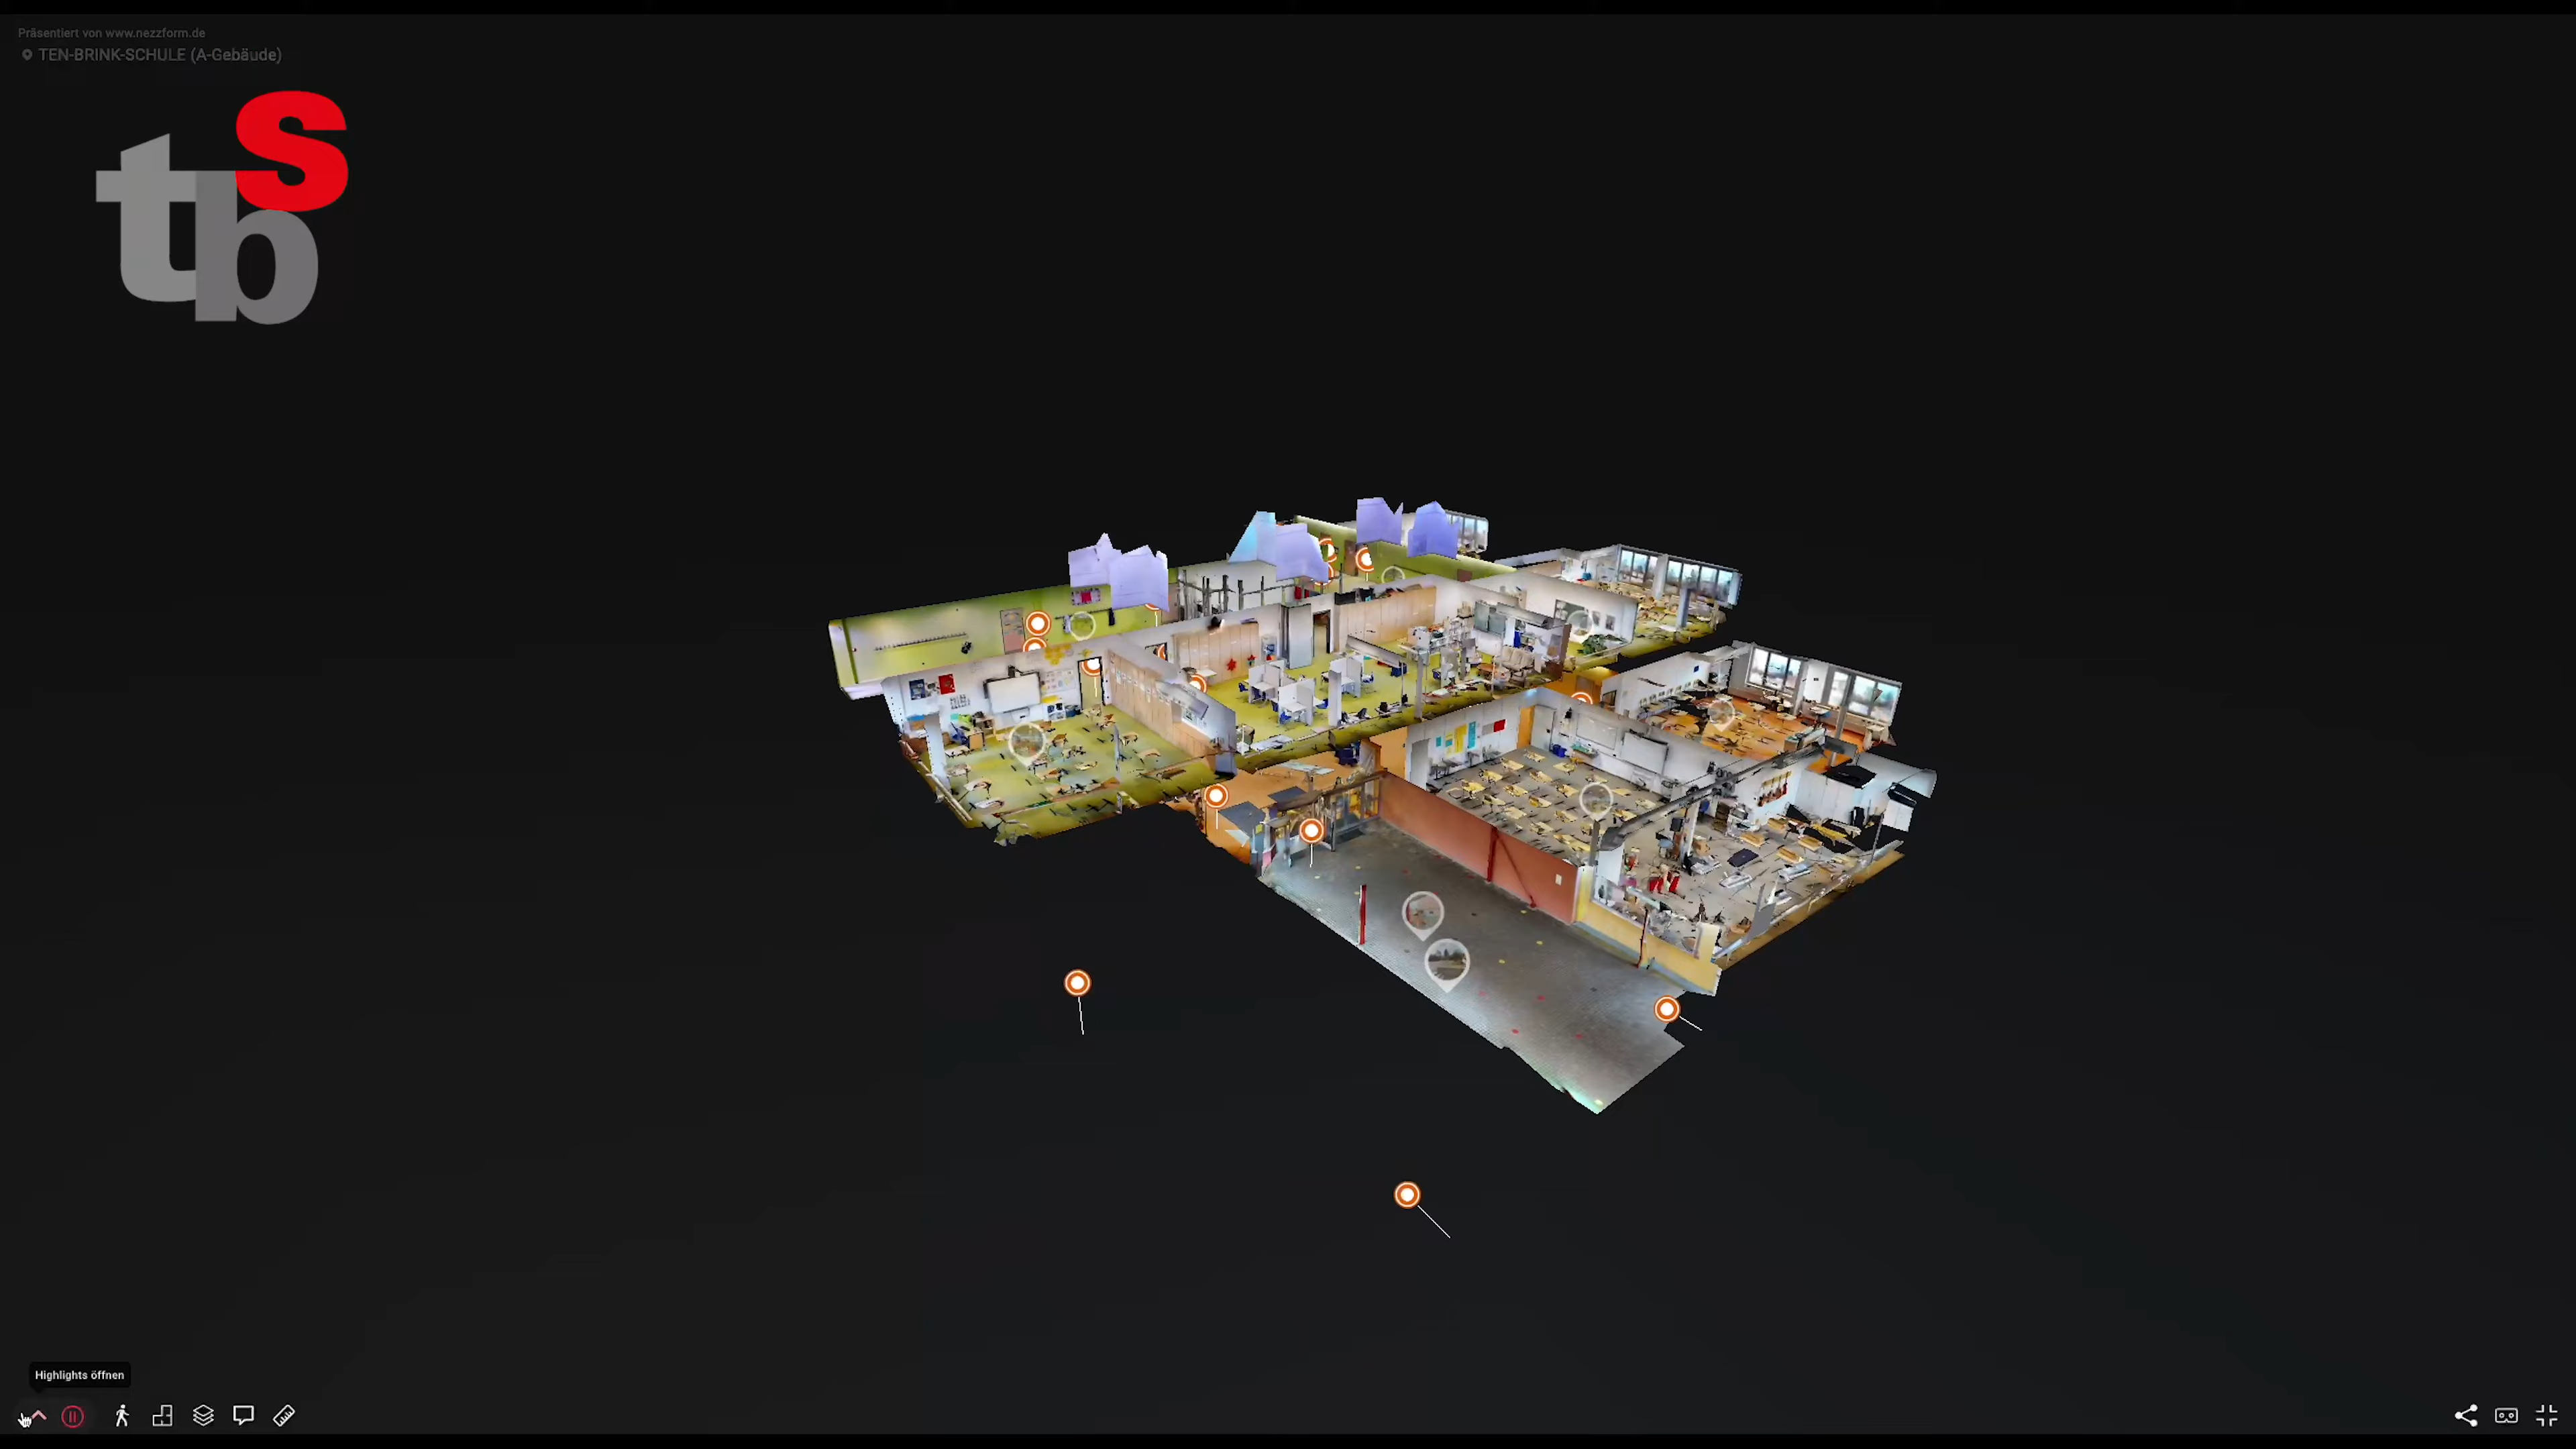 Präsentiert von www.nezzform.de
TEN-BRINK-SCHULE (A-Gebäude)
tbs
Highlights öffnen